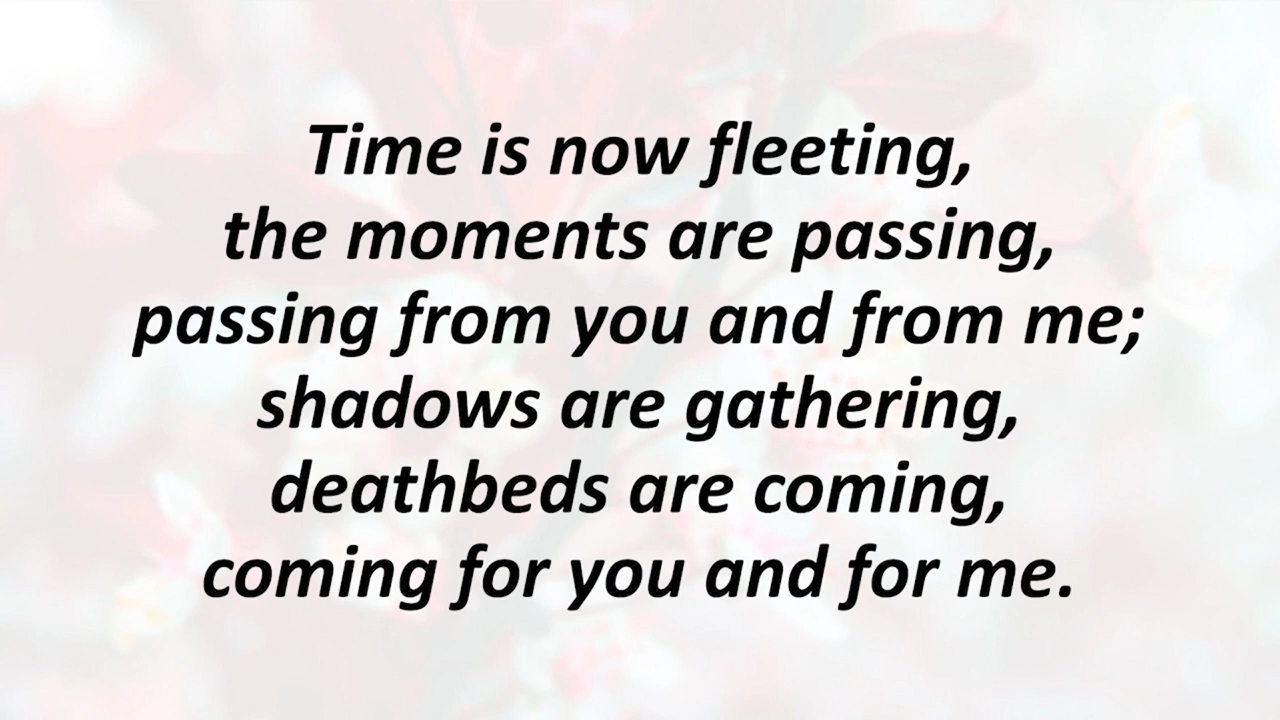 Time is now fleeting,
the moments are passing,
passing from you and from me;
shadows are gathering,
deathbeds are coming,
coming for you and for me.